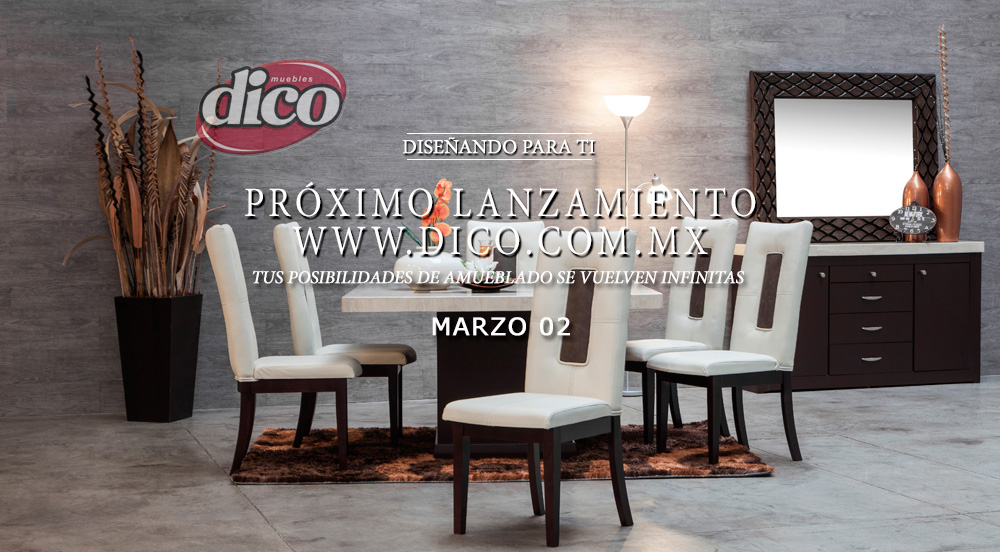 muebles
dico
DISEÑANDO PARA TI
PRÓXIMO LANZAMIENTO
WWW.DICO.COM.MX
TUS POSIBILIDADES DE AMUEBLADO SE VUELVEN INFINITAS
MARZO 02